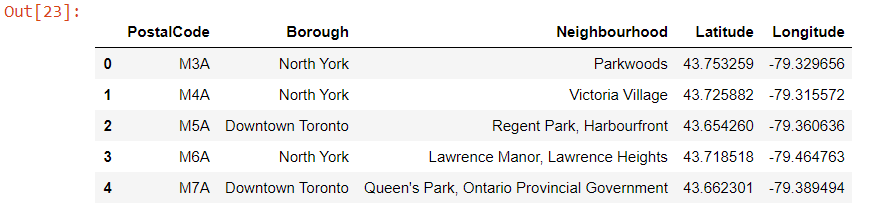 Out[23]:
PostalCode Borough Neighbourhood Latitude Longitude
0 M3A North York Parkwoods 43.753259 -79.329656
1 M4A North York Victoria Village 43.725882 -79.315572
2 M5A Downtown Toronto Regent Park, Harbourfront 43.654260 -79.360636
3 M6A North York Lawrence Manor, Lawrence Heights 43.718518 -79.464763
4 M7A Downtown Toronto Queen's Park, Ontario Provincial Government 43.662301 -79.389494